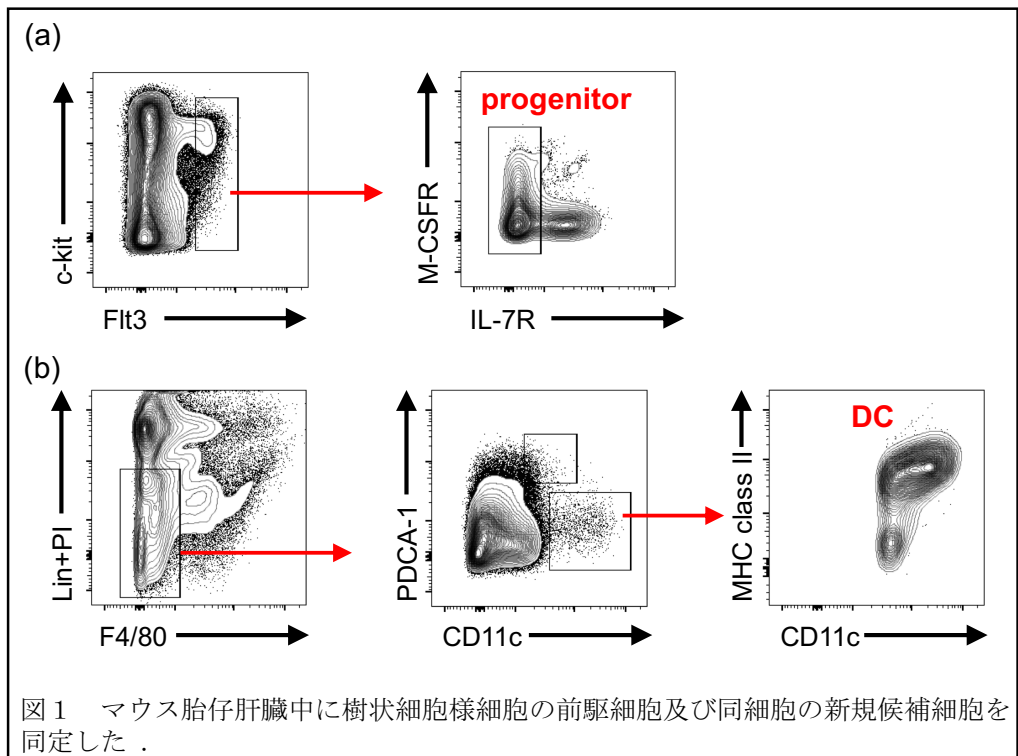 (a)
progenitor
c-kit
Flt3
M-CSFR
IL-7R
(b)
DC
Lin+PI
F4/80
PDCA-1
CD11c
MHC class II
CD11c
図1 マウス胎仔肝臓中に樹状細胞様細胞の前駆細胞及び同細胞の新規候補細胞を
同定した .